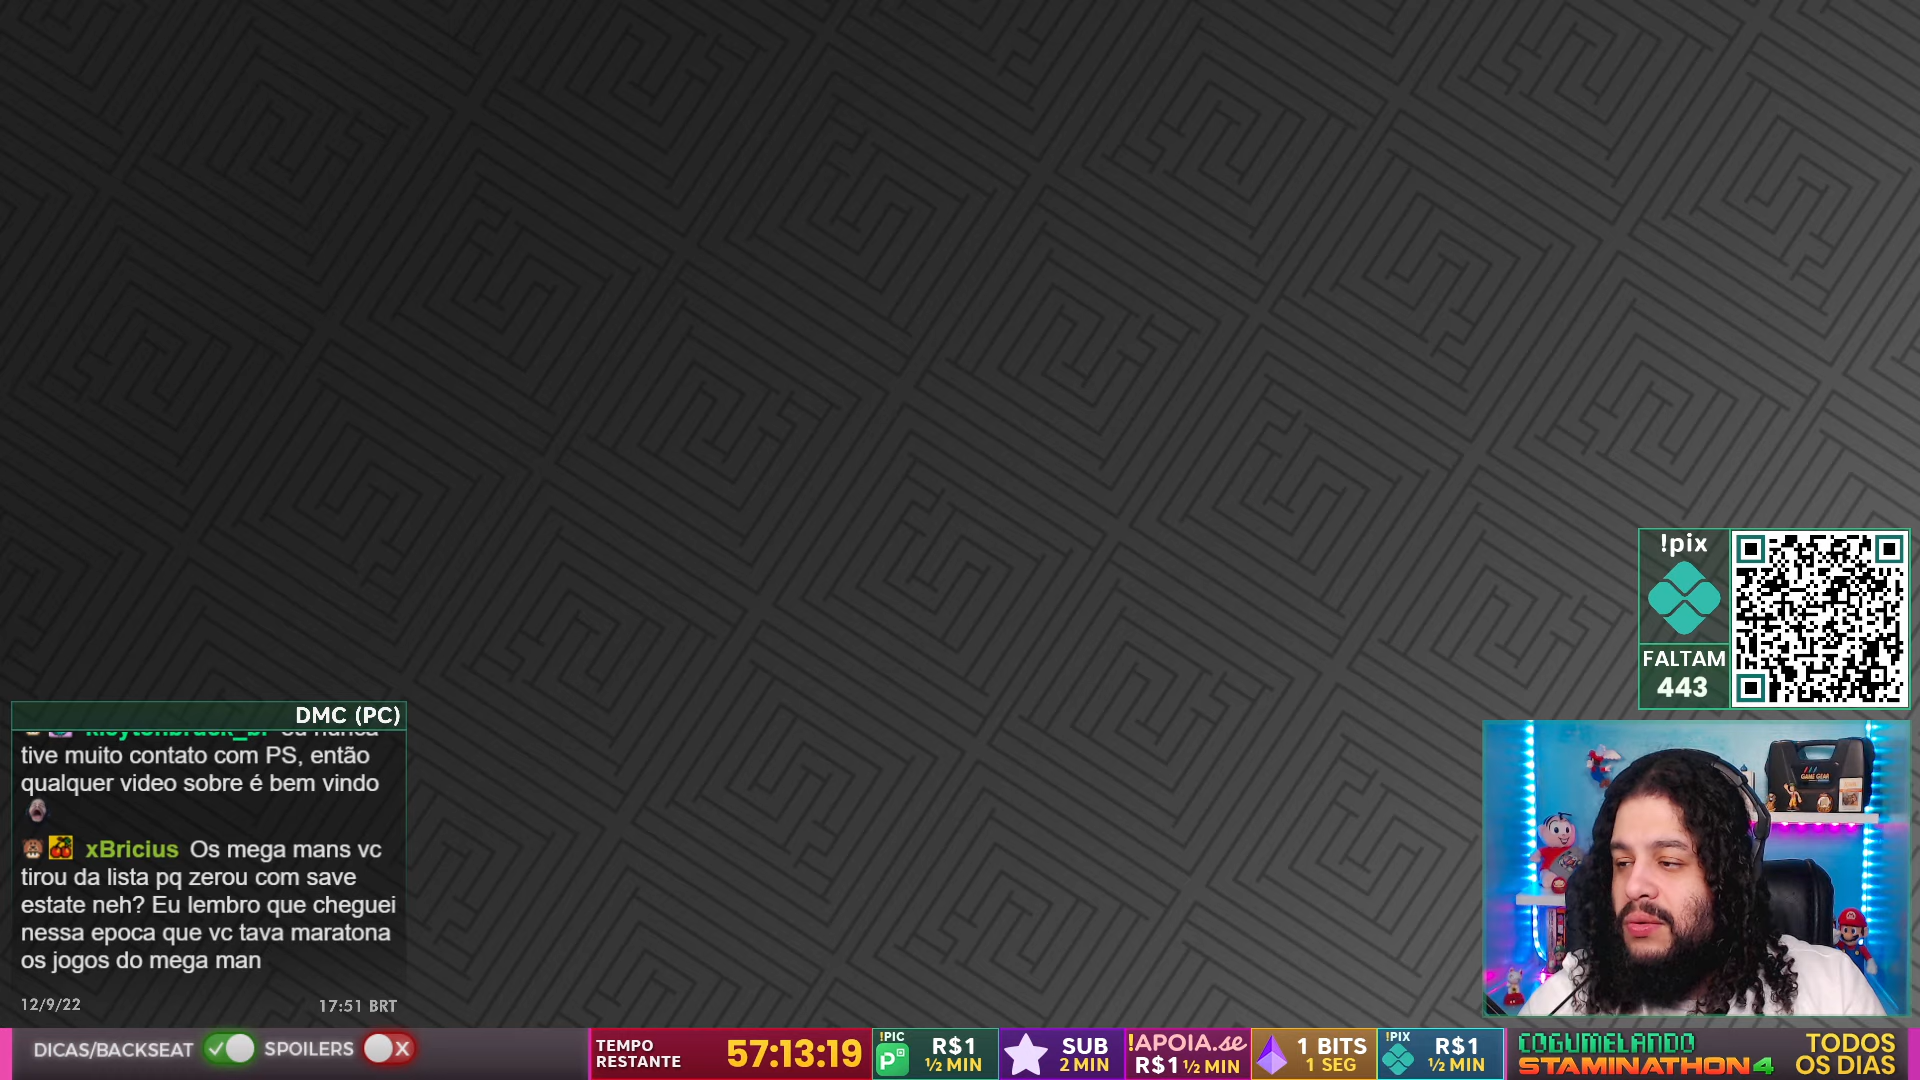 !pix
FALTAM
443
DMC (PC)
tive muito contato com PS, então
qualquer video sobre é bem vindo
xBricius Os mega mans vc
tirou da lista pq zerou com save
estate neh? Eu lembro que cheguei
nessa epoca que vc tava maratona
os jogos do mega man
12/9/22 17:51 BRT
GAME GEAR
DICAS/BACKSEAT SPOILERS X
TEMPO
RESTANTE
57:13:19
!PIC
R$1
½ MIN
SUB
2 MIN
!APOIA.se
R$1 ½ MIN
1 BITS
1 SEG
!PIX
R$1
½ MIN
COGUMELANDO
STAMINATHON 4
TODOS
OS DIAS